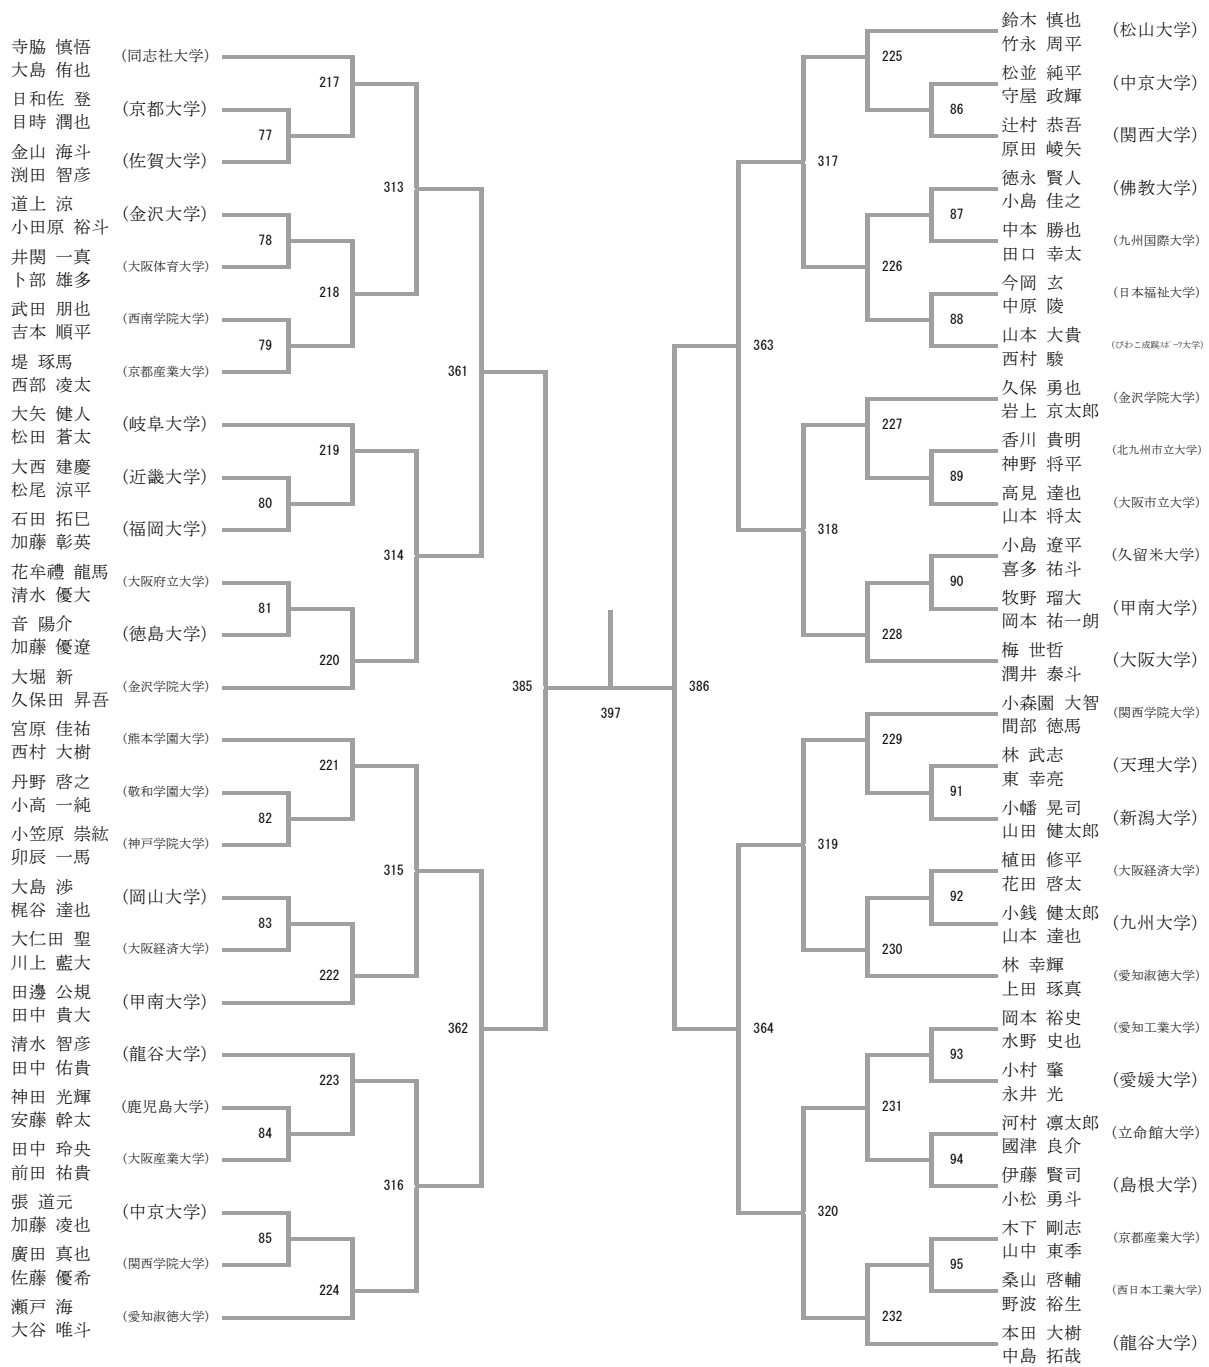 寺脇 慎悟
大島 侑也
(同志社大学)
217
日和佐 登
目時 潤也
(京都大学)
77
金山 海斗
渕田 智彦
(佐賀大学)
313
道上 涼
小田原 裕斗
(金沢大学)
78
井関 一真
卜部 雄多
(大阪体育大学)
218
武田 朋也
吉本 順平
(西南学院大学)
79
堤 琢馬
西部 凌太
(京都産業大学)
361
大矢 健人
松田 蒼太
(岐阜大学)
219
大西 建慶
松尾 涼平
(近畿大学)
80
石田 拓巳
加藤 彰英
(福岡大学)
314
花牟禮 龍馬
清水 優大
(大阪府立大学)
81
音 陽介
加藤 優遼
(徳島大学)
220
大堀 新
久保田 昇吾
(金沢学院大学)
385
宮原 佳祐
西村 大樹
(熊本学園大学)
221
丹野 啓之
小高 一純
(敬和学園大学)
82
小笠原 崇紘
卯辰 一馬
(神戸学院大学)
315
大島 渉
梶谷 達也
(岡山大学)
83
大仁田 聖
川上 藍大
(大阪経済大学)
222
田邊 公規
田中 貴大
(甲南大学)
362
清水 智彦
田中 佑貴
(龍谷大学)
223
神田 光輝
安藤 幹太
(鹿児島大学)
84
田中 玲央
前田 祐貴
(大阪産業大学)
316
張 道元
加藤 凌也
(中京大学)
85
廣田 真也
佐藤 優希
(関西学院大学)
224
瀬戸 海
大谷 唯斗
(愛知淑徳大学)
397
鈴木 慎也
竹永 周平
(松山大学)
225
松並 純平
守屋 政輝
(中京大学)
86
辻村 恭吾
原田 崚矢
(関西大学)
317
徳永 賢人
小島 佳之
(佛教大学)
87
中本 勝也
田口 幸太
(九州国際大学)
226
今岡 玄
中原 陵
(日本福祉大学)
88
山本 大貴
西村 駿
(びわこ成蹊ｽﾎﾟｰﾂ大学)
363
久保 勇也
岩上 京太郎
(金沢学院大学)
227
香川 貴明
神野 将平
(北九州市立大学)
89
高見 達也
山本 将太
(大阪市立大学)
318
小島 遼平
喜多 祐斗
(久留米大学)
90
牧野 瑠大
岡本 祐一朗
(甲南大学)
228
梅 世哲
潤井 泰斗
(大阪大学)
386
小森園 大智
間部 徳馬
(関西学院大学)
229
林 武志
東 幸亮
(天理大学)
91
小幡 晃司
山田 健太郎
(新潟大学)
319
植田 修平
花田 啓太
(大阪経済大学)
92
小銭 健太郎
山本 達也
(九州大学)
230
林 幸輝
上田 琢真
(愛知淑徳大学)
364
岡本 裕史
水野 史也
(愛知工業大学)
93
小村 肇
永井 光
(愛媛大学)
231
河村 凛太郎
國津 良介
(立命館大学)
94
伊藤 賢司
小松 勇斗
(島根大学)
320
木下 剛志
山中 東季
(京都産業大学)
95
桑山 啓輔
野波 裕生
(西日本工業大学)
232
本田 大樹
中島 拓哉
(龍谷大学)